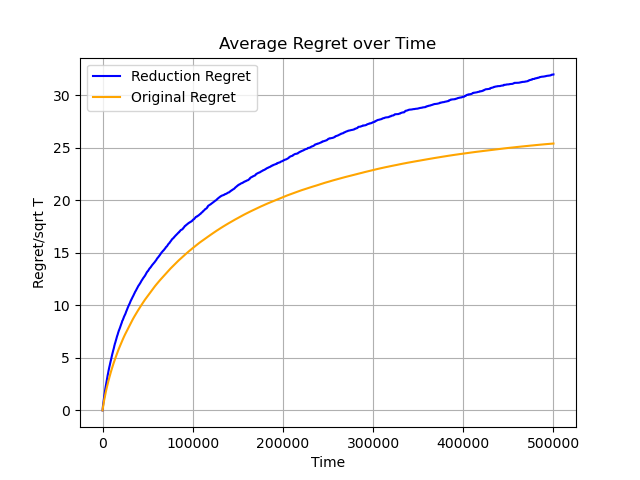 Average Regret over Time
Reduction Regret
Original Regret
Regret/sqrt T
30
25
20
15
10
5
0
0 100000 200000 300000 400000 500000
Time